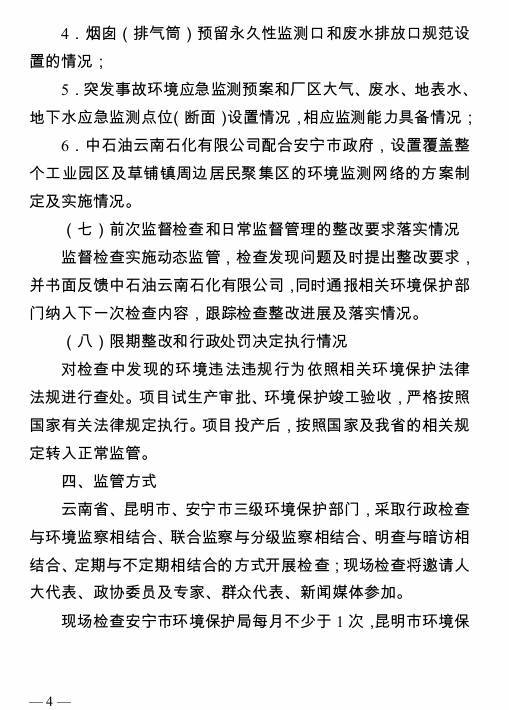 4．烟囱（排气筒）预留永久性监测口和废水排放口规范设
置的情况；
5．突发事故环境应急监测预案和厂区大气、废水、地表水、
地下水应急监测点位（断面）设置情况，相应监测能力具备情况；
6．中石油云南石化有限公司配合安宁市政府，设置覆盖整
个工业园区及草铺镇周边居民聚集区的环境监测网络的方案制
定及实施情况。
（七）前次监督检查和日常监督管理的整改要求落实情况
监督检查实施动态监管，检查发现问题及时提出整改要求，
并书面反馈中石油云南石化有限公司，同时通报相关环境保护部
门纳入下一次检查内容，跟踪检查整改进展及落实情况。
（八）限期整改和行政处罚决定执行情况
对检查中发现的环境违法违规行为依照相关环境保护法律
法规进行查处。项目试生产审批、环境保护竣工验收，严格按照
国家有关法律规定执行。项目投产后，按照国家及我省的相关规
定转入正常监管。
四、监管方式
云南省、昆明市、安宁市三级环境保护部门，采取行政检查
与环境监察相结合、联合监察与分级监察相结合、明查与暗访相
结合、定期与不定期相结合的方式开展检查；现场检查将邀请人
大代表、政协委员及专家、群众代表、新闻媒体参加。
现场检查安宁市环境保护局每月不少于1次，昆明市环境保
— 4 —